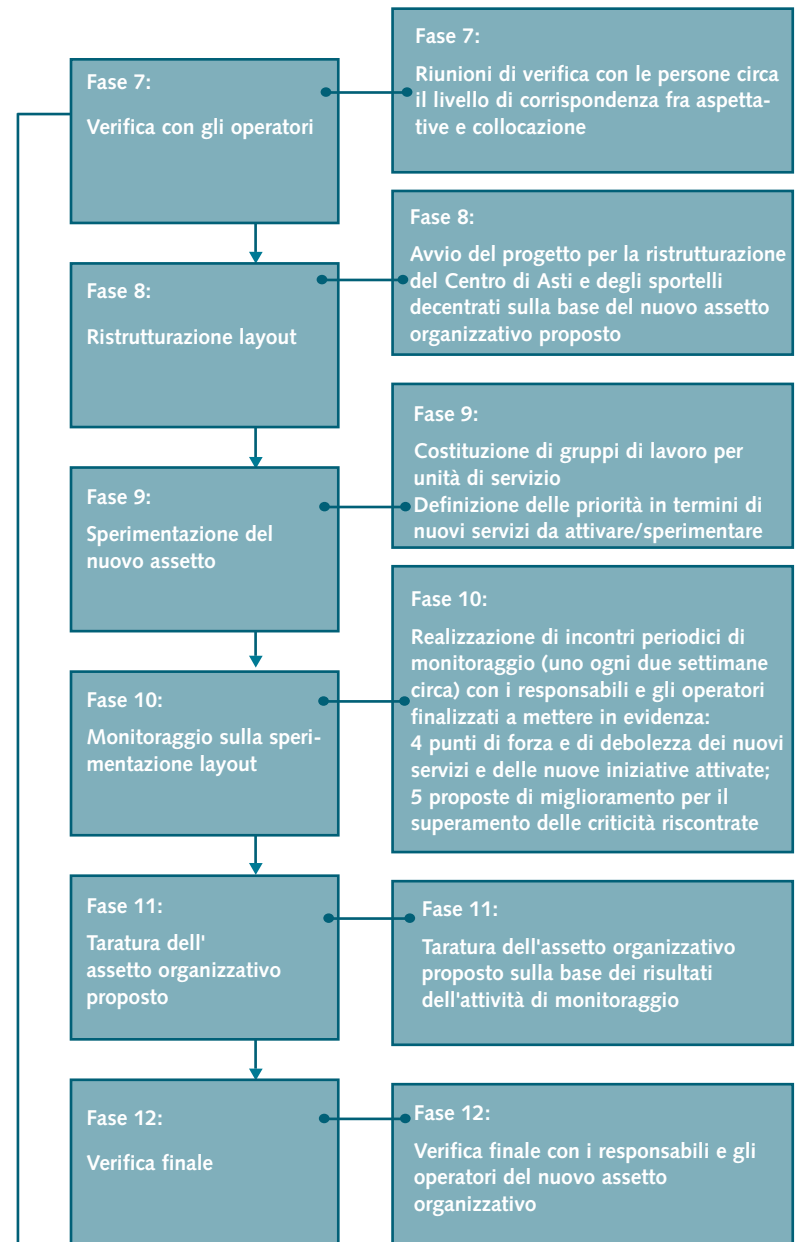 Fase 7:
Verifica con gli operatori
Fase 7:
Riunioni di verifica con le persone circa
il livello di corrispondenza fra aspetta-
tive e collocazione
Fase 8:
Ristrutturazione layout
Fase 8:
Avvio del progetto per la ristrutturazione
del Centro di Asti e degli sportelli
decentrati sulla base del nuovo assetto
organizzativo proposto
Fase 9:
Sperimentazione del
nuovo assetto
Fase 9:
Costituzione di gruppi di lavoro per
unità di servizio
Definizione delle priorità in termini di
nuovi servizi da attivare/sperimentare
Fase 10:
Monitoraggio sulla speri-
mentazione layout
Fase 10:
Realizzazione di incontri periodici di
monitoraggio (uno ogni due settimane
circa) con i responsabili e gli operatori
finalizzati a mettere in evidenza:
4 punti di forza e di debolezza dei nuovi
servizi e delle nuove iniziative attivate;
5 proposte di miglioramento per il
superamento delle criticità riscontrate
Fase 11:
Taratura dell'
assetto organizzativo
proposto
Fase 11:
Taratura dell'assetto organizzativo
proposto sulla base dei risultati
dell'attività di monitoraggio
Fase 12:
Verifica finale
Fase 12:
Verifica finale con i responsabili e gli
operatori del nuovo assetto
organizzativo